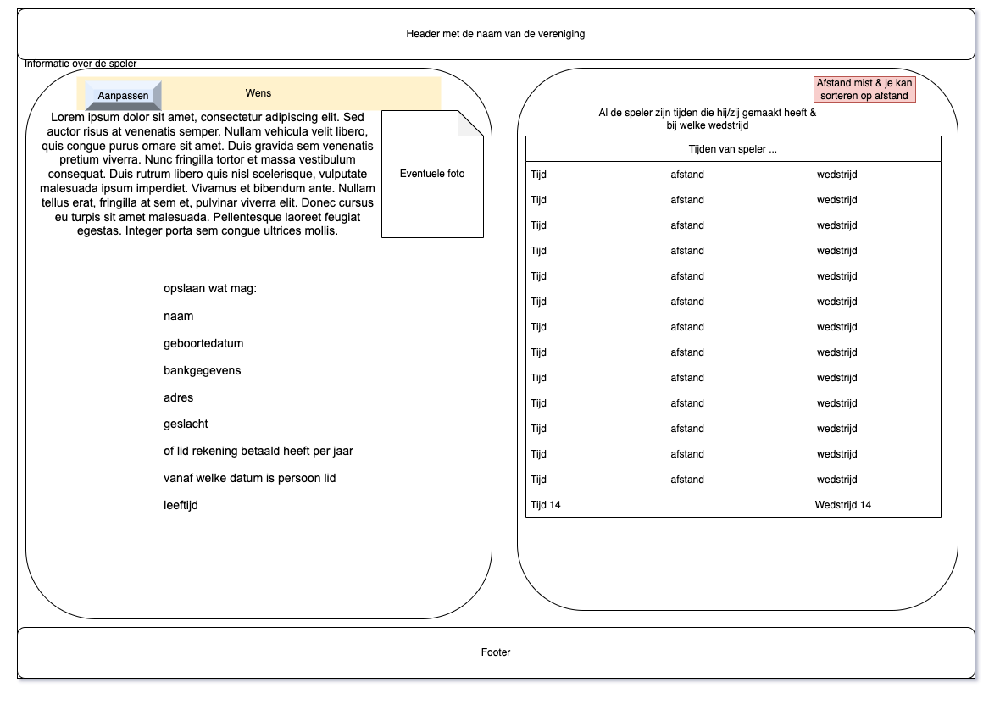 Header met de naam van de vereniging
Informatie over de speler
Aanpassen
Wens
Lorem ipsum dolor sit amet, consectetur adipiscing elit. Sed
auctor risus at venenatis semper. Nullam vehicula velit libero,
quis congue purus ornare sit amet. Duis gravida sem venenatis
pretium viverra. Nunc fringilla tortor et massa vestibulum
consequat. Duis rutrum libero quis nisl scelerisque, vulputate
malesuada ipsum imperdiet. Vivamus et bibendum ante. Nullam
tellus erat, fringilla at sem et, pulvinar viverra elit. Donec cursus
eu turpis sit amet malesuada. Pellentesque laoreet feugiat
egestas. Integer porta sem congue ultrices mollis.
Eventuele foto
opslaan wat mag:
naam
geboortedatum
bankgegevens
adres
geslacht
of lid rekening betaald heeft per jaar
vanaf welke datum is persoon lid
leeftijd
Afstand mist & je kan
sorteren op afstand
Al de speler zijn tijden die hij/zij gemaakt heeft &
bij welke wedstrijd
Tijden van speler ...
Tijd afstand wedstrijd
Tijd afstand wedstrijd
Tijd afstand wedstrijd
Tijd afstand wedstrijd
Tijd afstand wedstrijd
Tijd afstand wedstrijd
Tijd afstand wedstrijd
Tijd afstand wedstrijd
Tijd afstand wedstrijd
Tijd afstand wedstrijd
Tijd afstand wedstrijd
Tijd afstand wedstrijd
Tijd afstand wedstrijd
Tijd 14 Wedstrijd 14
Footer